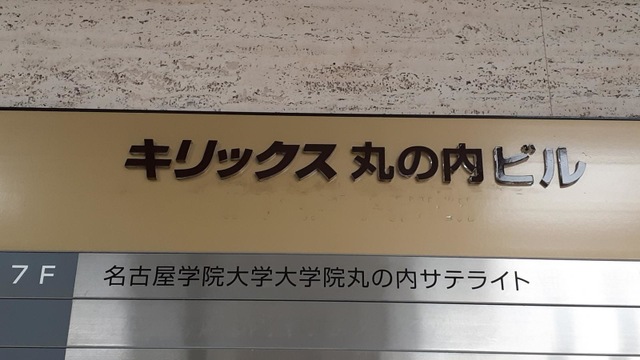 キリックス 丸の内ビル
7F 名古屋学院大学大学院丸の内サテライト